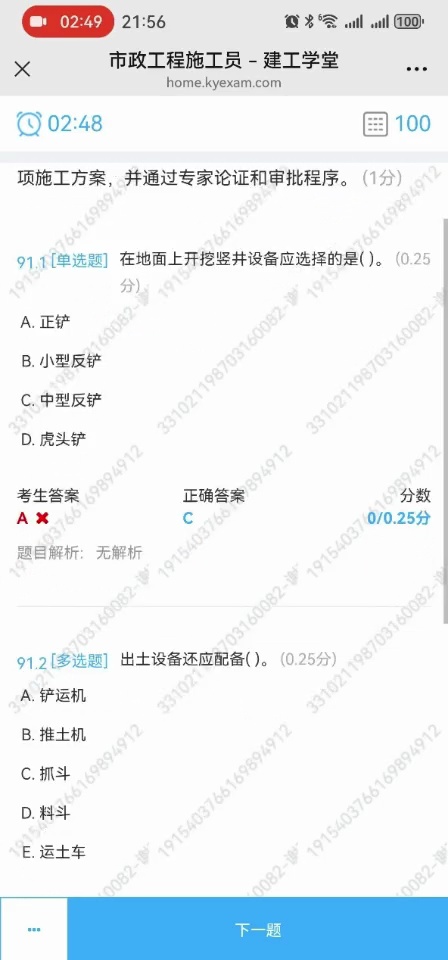 02:49 21:56 100
市政工程施工员 – 建工学堂
home.kyexam.com
02:48 100
项施工方案，并通过专家论证和审批程序。(1分)
91.1 [单选题] 在地面上开挖竖井设备应选择的是( )。(0.25
分)
A. 正铲
B. 小型反铲
C. 中型反铲
D. 虎头铲
考生答案 正确答案 分数
A C 0/0.25分
题目解析： 无解析
91.2 [多选题] 出土设备还应配备( )。(0.25分)
A. 铲运机
B. 推土机
C. 抓斗
D. 料斗
E. 运土车
下一题